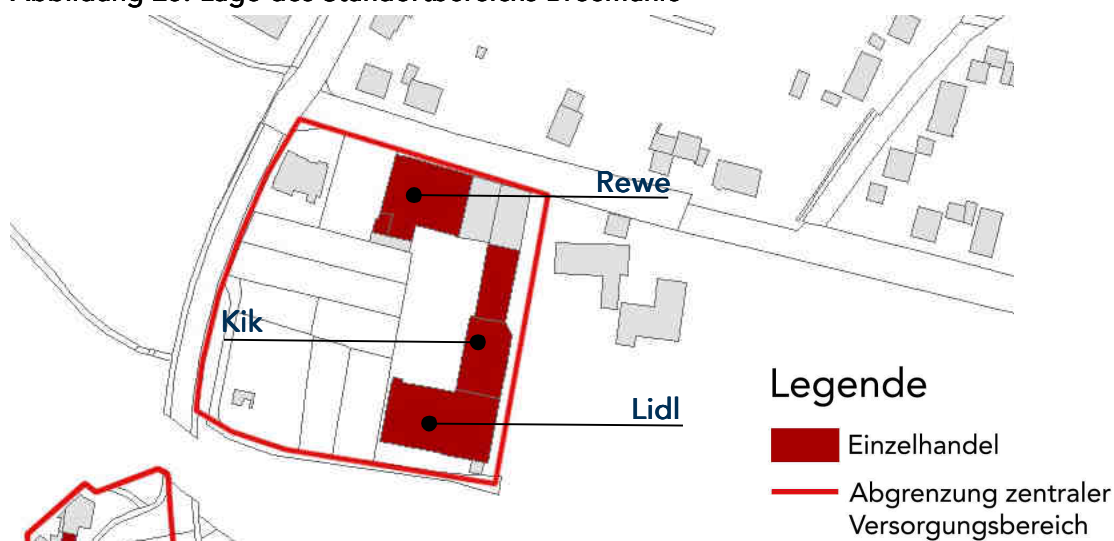 Rewe
Kik
Lidl
Legende
Einzelhandel
Abgrenzung zentraler
Versorgungsbereich